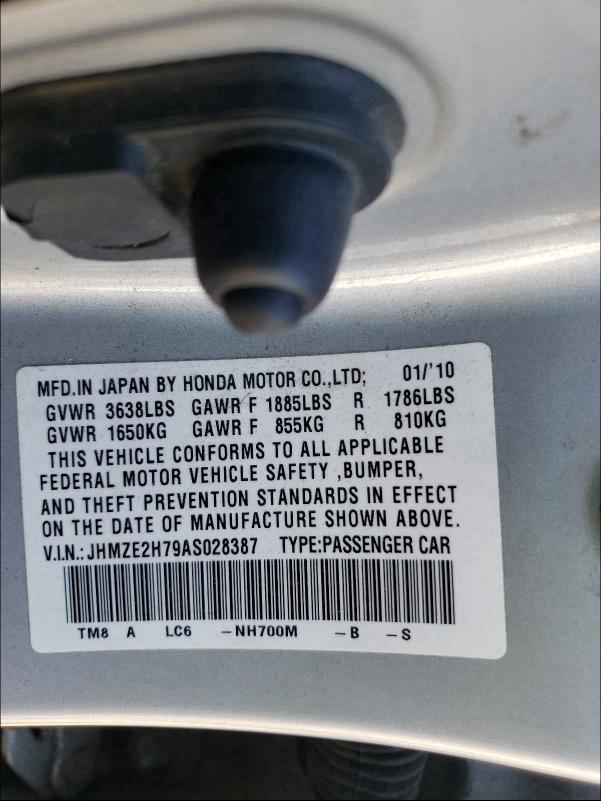 MFD.IN JAPAN BY HONDA MOTOR CO.,LTD; 01/'10
GVWR 3638LBS GAWR F 1885LBS R 1786LBS
GVWR 1650KG GAWR F 855KG R 810KG
THIS VEHICLE CONFORMS TO ALL APPLICABLE
FEDERAL MOTOR VEHICLE SAFETY ,BUMPER,
AND THEFT PREVENTION STANDARDS IN EFFECT
ON THE DATE OF MANUFACTURE SHOWN ABOVE.
V.I.N.:JHMZE2H79AS028387 TYPE:PASSENGER CAR
TM8 A LC6 –NH700M –B –S